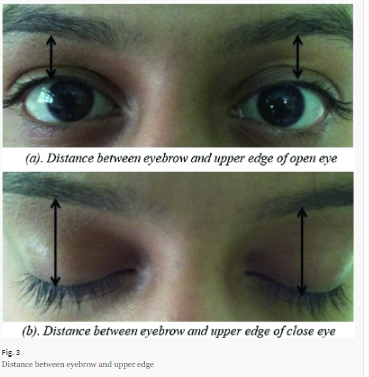 (a). Distance between eyebrow and upper edge of open eye
(b). Distance between eyebrow and upper edge of close eye
Fig. 3
Distance between eyebrow and upper edge